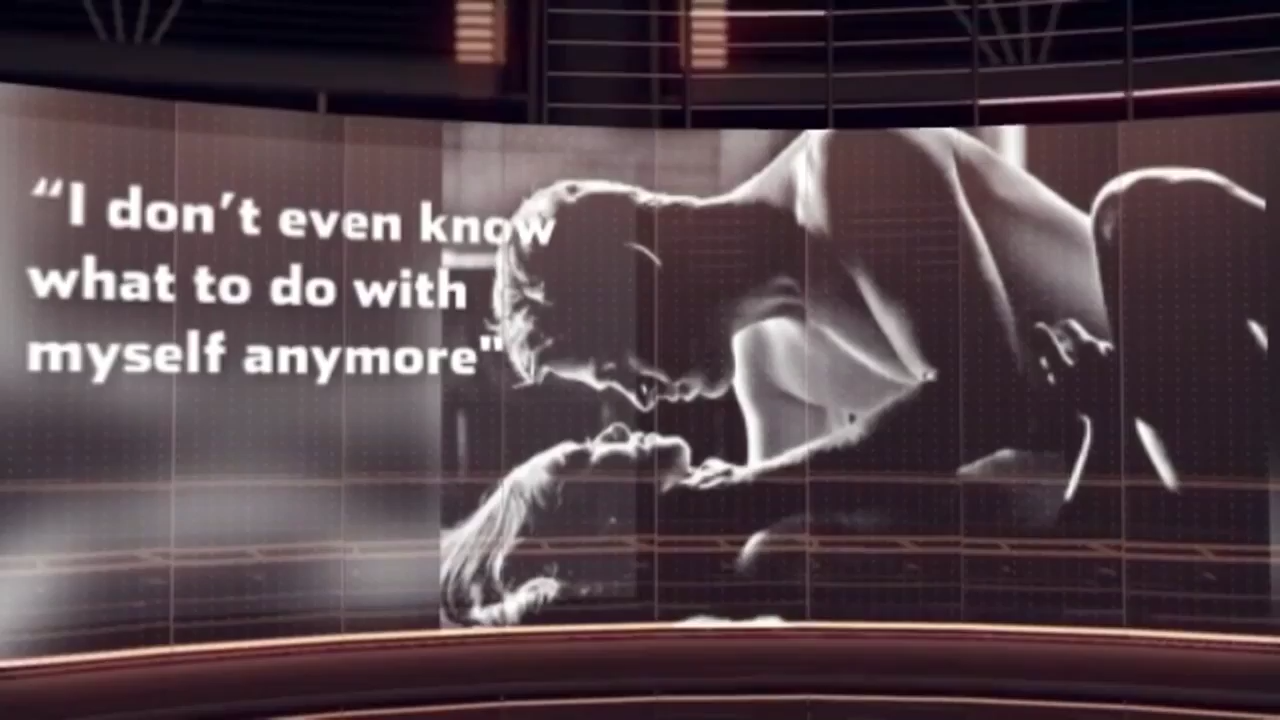 “I don’t even know
what to do with
myself anymore"